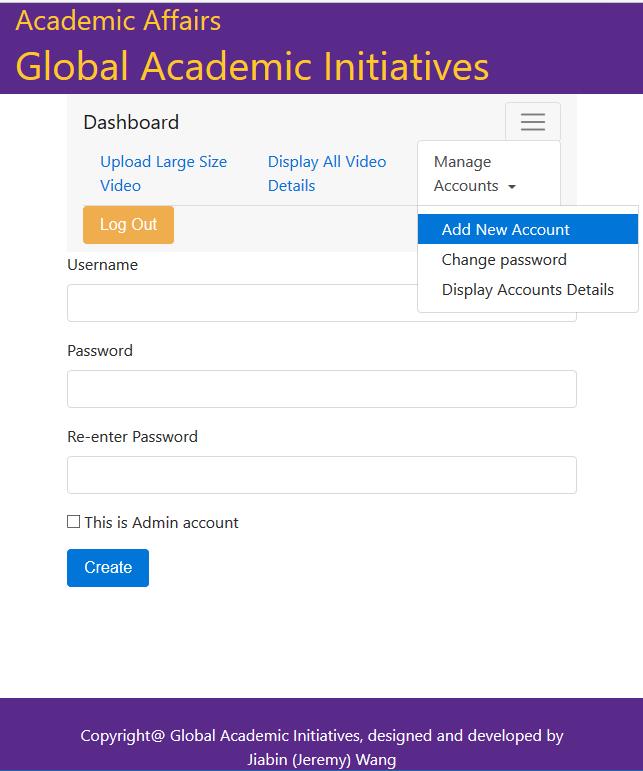 Academic Affairs
Global Academic Initiatives
Dashboard
Upload Large Size
Video
Display All Video
Details
Manage
Accounts
Log Out
Add New Account
Change password
Display Accounts Details
Username
Password
Re-enter Password
This is Admin account
Create
Copyright@ Global Academic Initiatives, designed and developed by
Jiabin (Jeremy) Wang